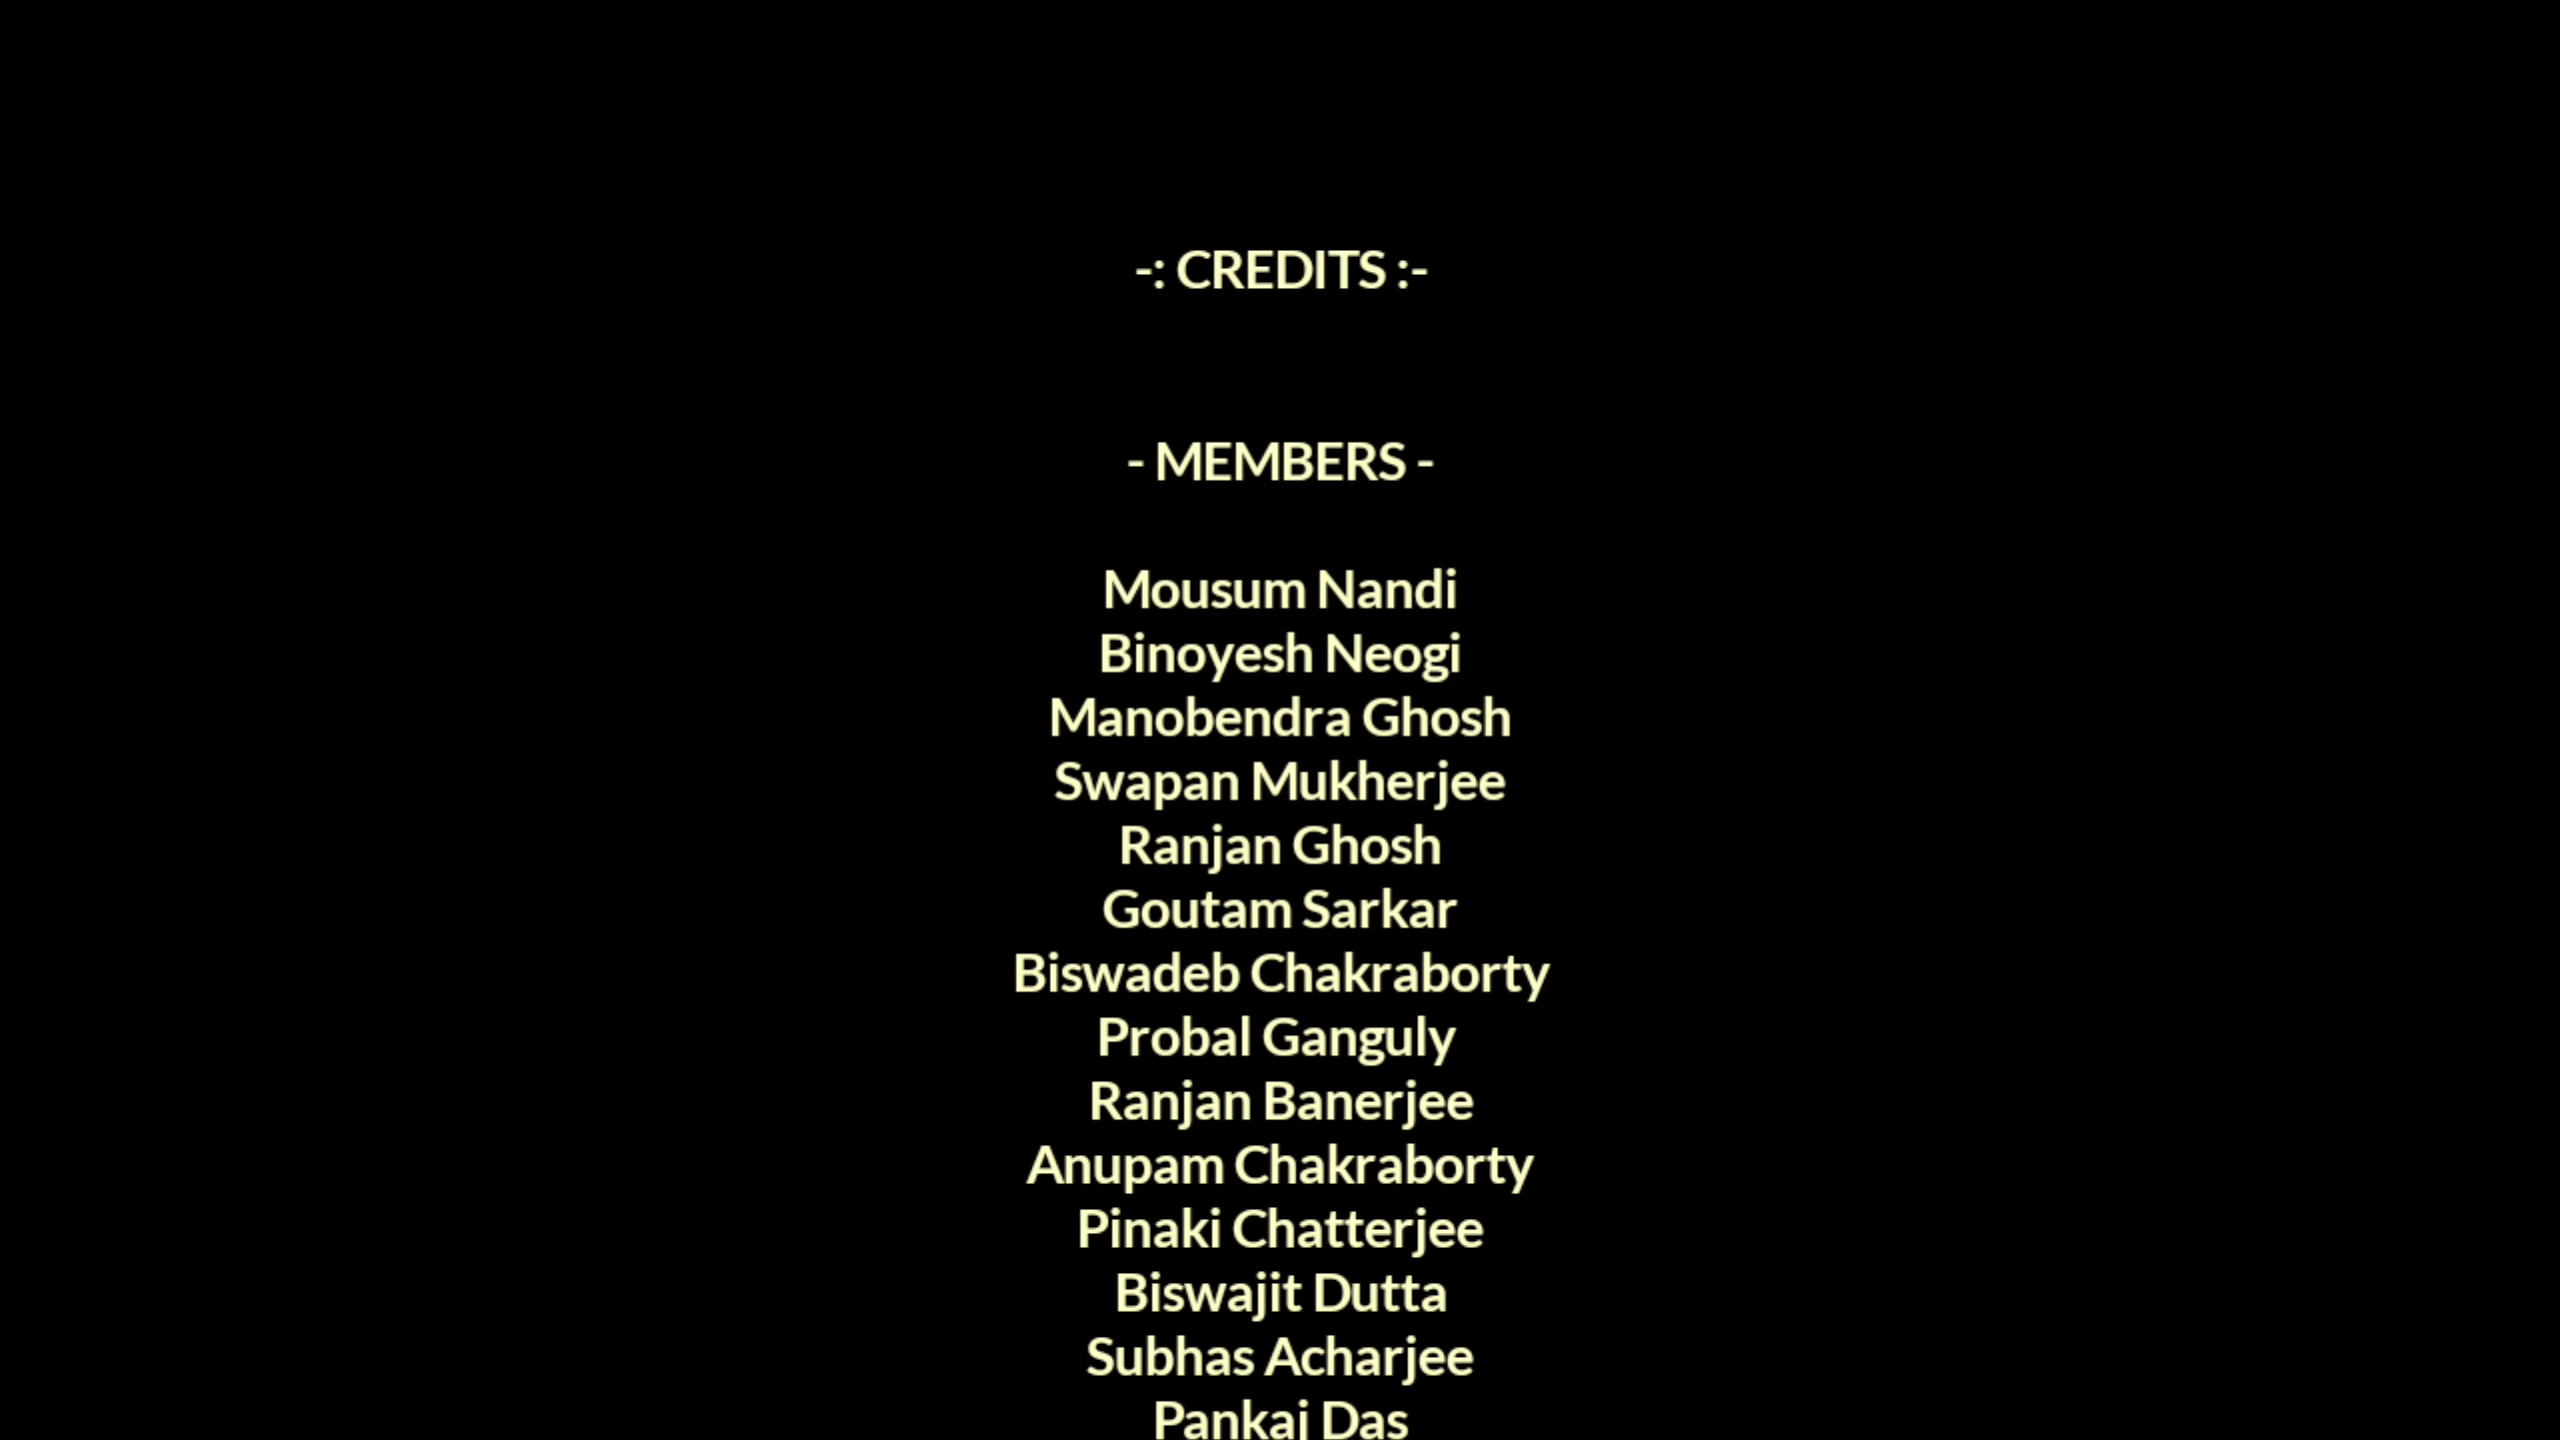 -: CREDITS :-
- MEMBERS -
Mousum Nandi
Binoyesh Neogi
Manobendra Ghosh
Swapan Mukherjee
Ranjan Ghosh
Goutam Sarkar
Biswadeb Chakraborty
Probal Ganguly
Ranjan Banerjee
Anupam Chakraborty
Pinaki Chatterjee
Biswajit Dutta
Subhas Acharjee
Pankaj Das